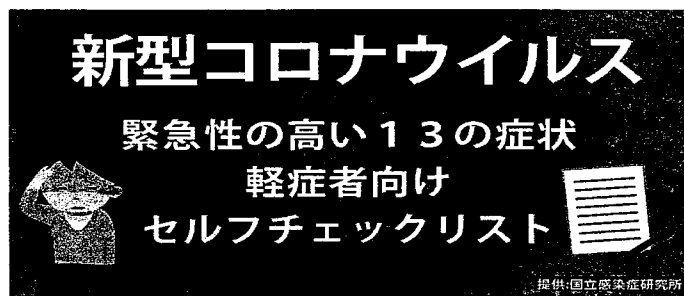 新型コロナウイルス
緊急性の高い13の症状
軽症者向け
セルフチェックリスト
提供:国立感染症研究所